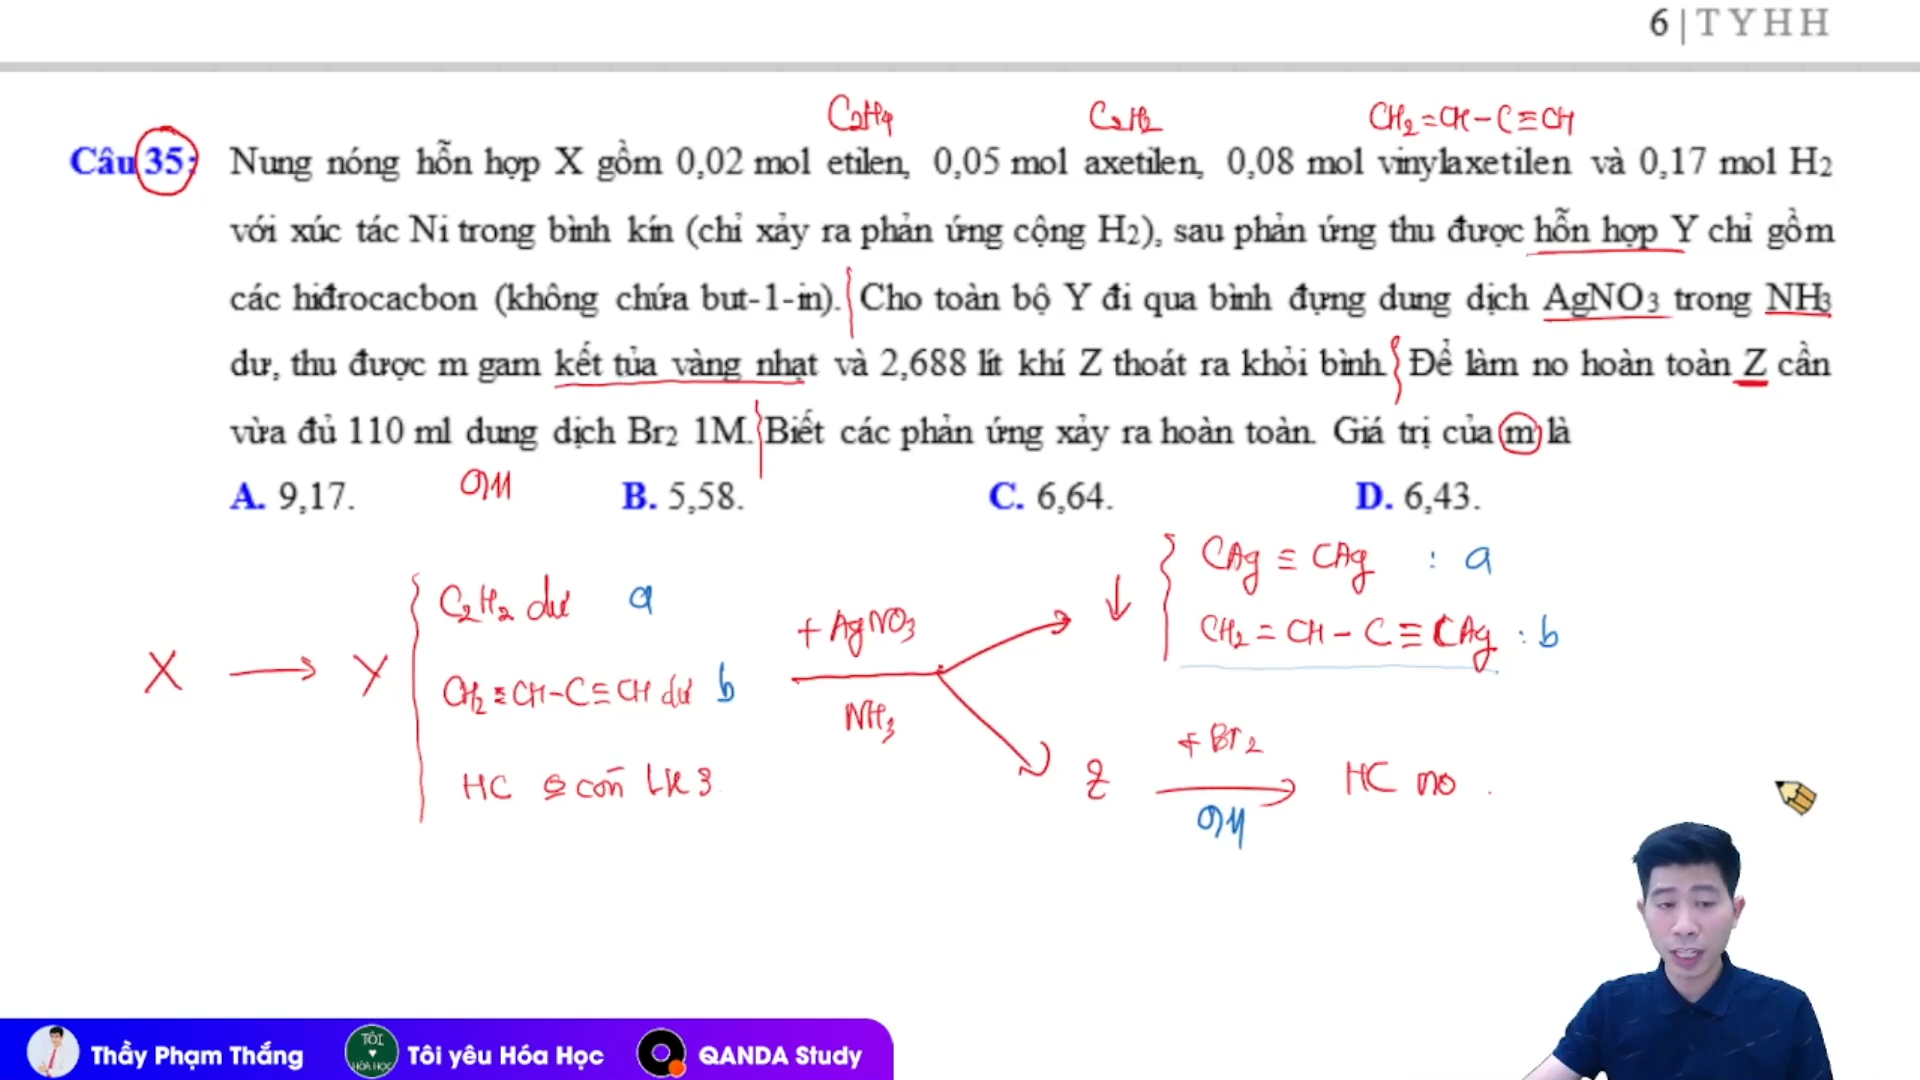 6 | T Y H H
C₂H₄ C₂H₂ CH₂=CH-C≡CH
Câu 35: Nung nóng hỗn hợp X gồm 0,02 mol etilen, 0,05 mol axetilen, 0,08 mol vinylaxetilen và 0,17 mol H₂
với xúc tác Ni trong bình kín (chỉ xảy ra phản ứng cộng H₂), sau phản ứng thu được hỗn hợp Y chỉ gồm
các hiđrocacbon (không chứa but-1-in). Cho toàn bộ Y đi qua bình đựng dung dịch AgNO₃ trong NH₃
dư, thu được m gam kết tủa vàng nhạt và 2,688 lít khí Z thoát ra khỏi bình. Để làm no hoàn toàn Z cần
vừa đủ 110 ml dung dịch Br₂ 1M. Biết các phản ứng xảy ra hoàn toàn. Giá trị của m là
0,11
A. 9,17. B. 5,58. C. 6,64. D. 6,43.
CAg ≡ CAg : a
C₂H₂ dư a
+ AgNO₃ ↓
CH₂ = CH - C ≡ CAg : b
X → Y
CH₂=CH-C≡CH dư b
NH₃
+ Br₂
HC còn LK 3
Z → HC no
0,11
Thầy Phạm Thắng
TÔI
HÓA HỌC
Tôi yêu Hóa Học
QANDA Study